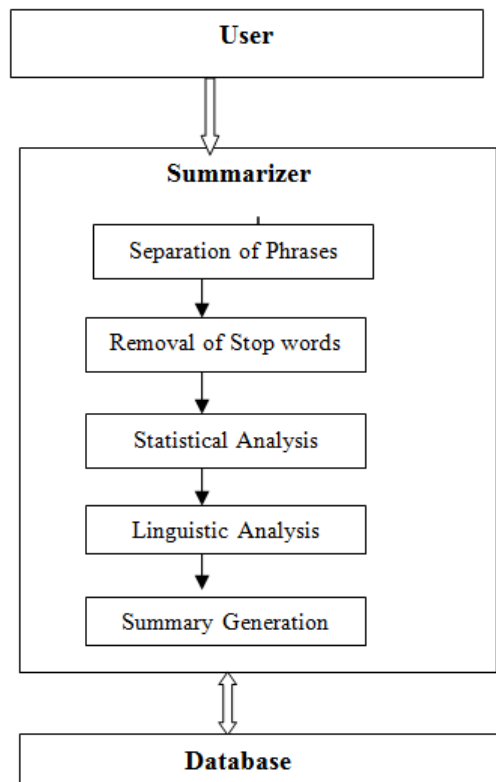 User
Summarizer
Separation of Phrases
Removal of Stop words
Statistical Analysis
Linguistic Analysis
Summary Generation
Database